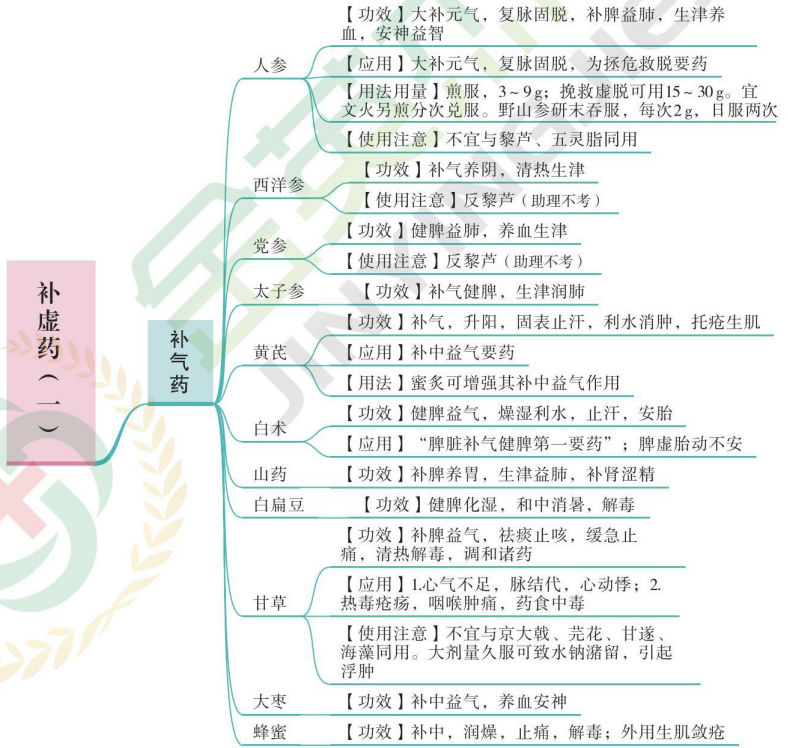 补虚药（一）
补气药
人参
【功效】大补元气，复脉固脱，补脾益肺，生津养
血，安神益智
【应用】大补元气，复脉固脱，为拯危救脱要药
【用法用量】煎服，3～9g；挽救虚脱可用15～30g。宜
文火另煎分次兑服。野山参研末吞服，每次2g，日服两次
【使用注意】不宜与黎芦、五灵脂同用
西洋参
【功效】补气养阴，清热生津
【使用注意】反黎芦（助理不考）
党参
【功效】健脾益肺，养血生津
【使用注意】反黎芦（助理不考）
太子参
【功效】补气健脾，生津润肺
黄芪
【功效】补气，升阳，固表止汗，利水消肿，托疮生肌
【应用】补中益气要药
【用法】蜜炙可增强其补中益气作用
白术
【功效】健脾益气，燥湿利水，止汗，安胎
【应用】“脾脏补气健脾第一要药”；脾虚胎动不安
山药
【功效】补脾养胃，生津益肺，补肾涩精
白扁豆
【功效】健脾化湿，和中消暑，解毒
甘草
【功效】补脾益气，祛痰止咳，缓急止
痛，清热解毒，调和诸药
【应用】1.心气不足，脉结代，心动悸；2.
热毒疮疡，咽喉肿痛，药食中毒
【使用注意】不宜与京大戟、芫花、甘遂、
海藻同用。大剂量久服可致水钠潴留，引起
浮肿
大枣
【功效】补中益气，养血安神
蜂蜜
【功效】补中，润燥，止痛，解毒；外用生肌敛疮